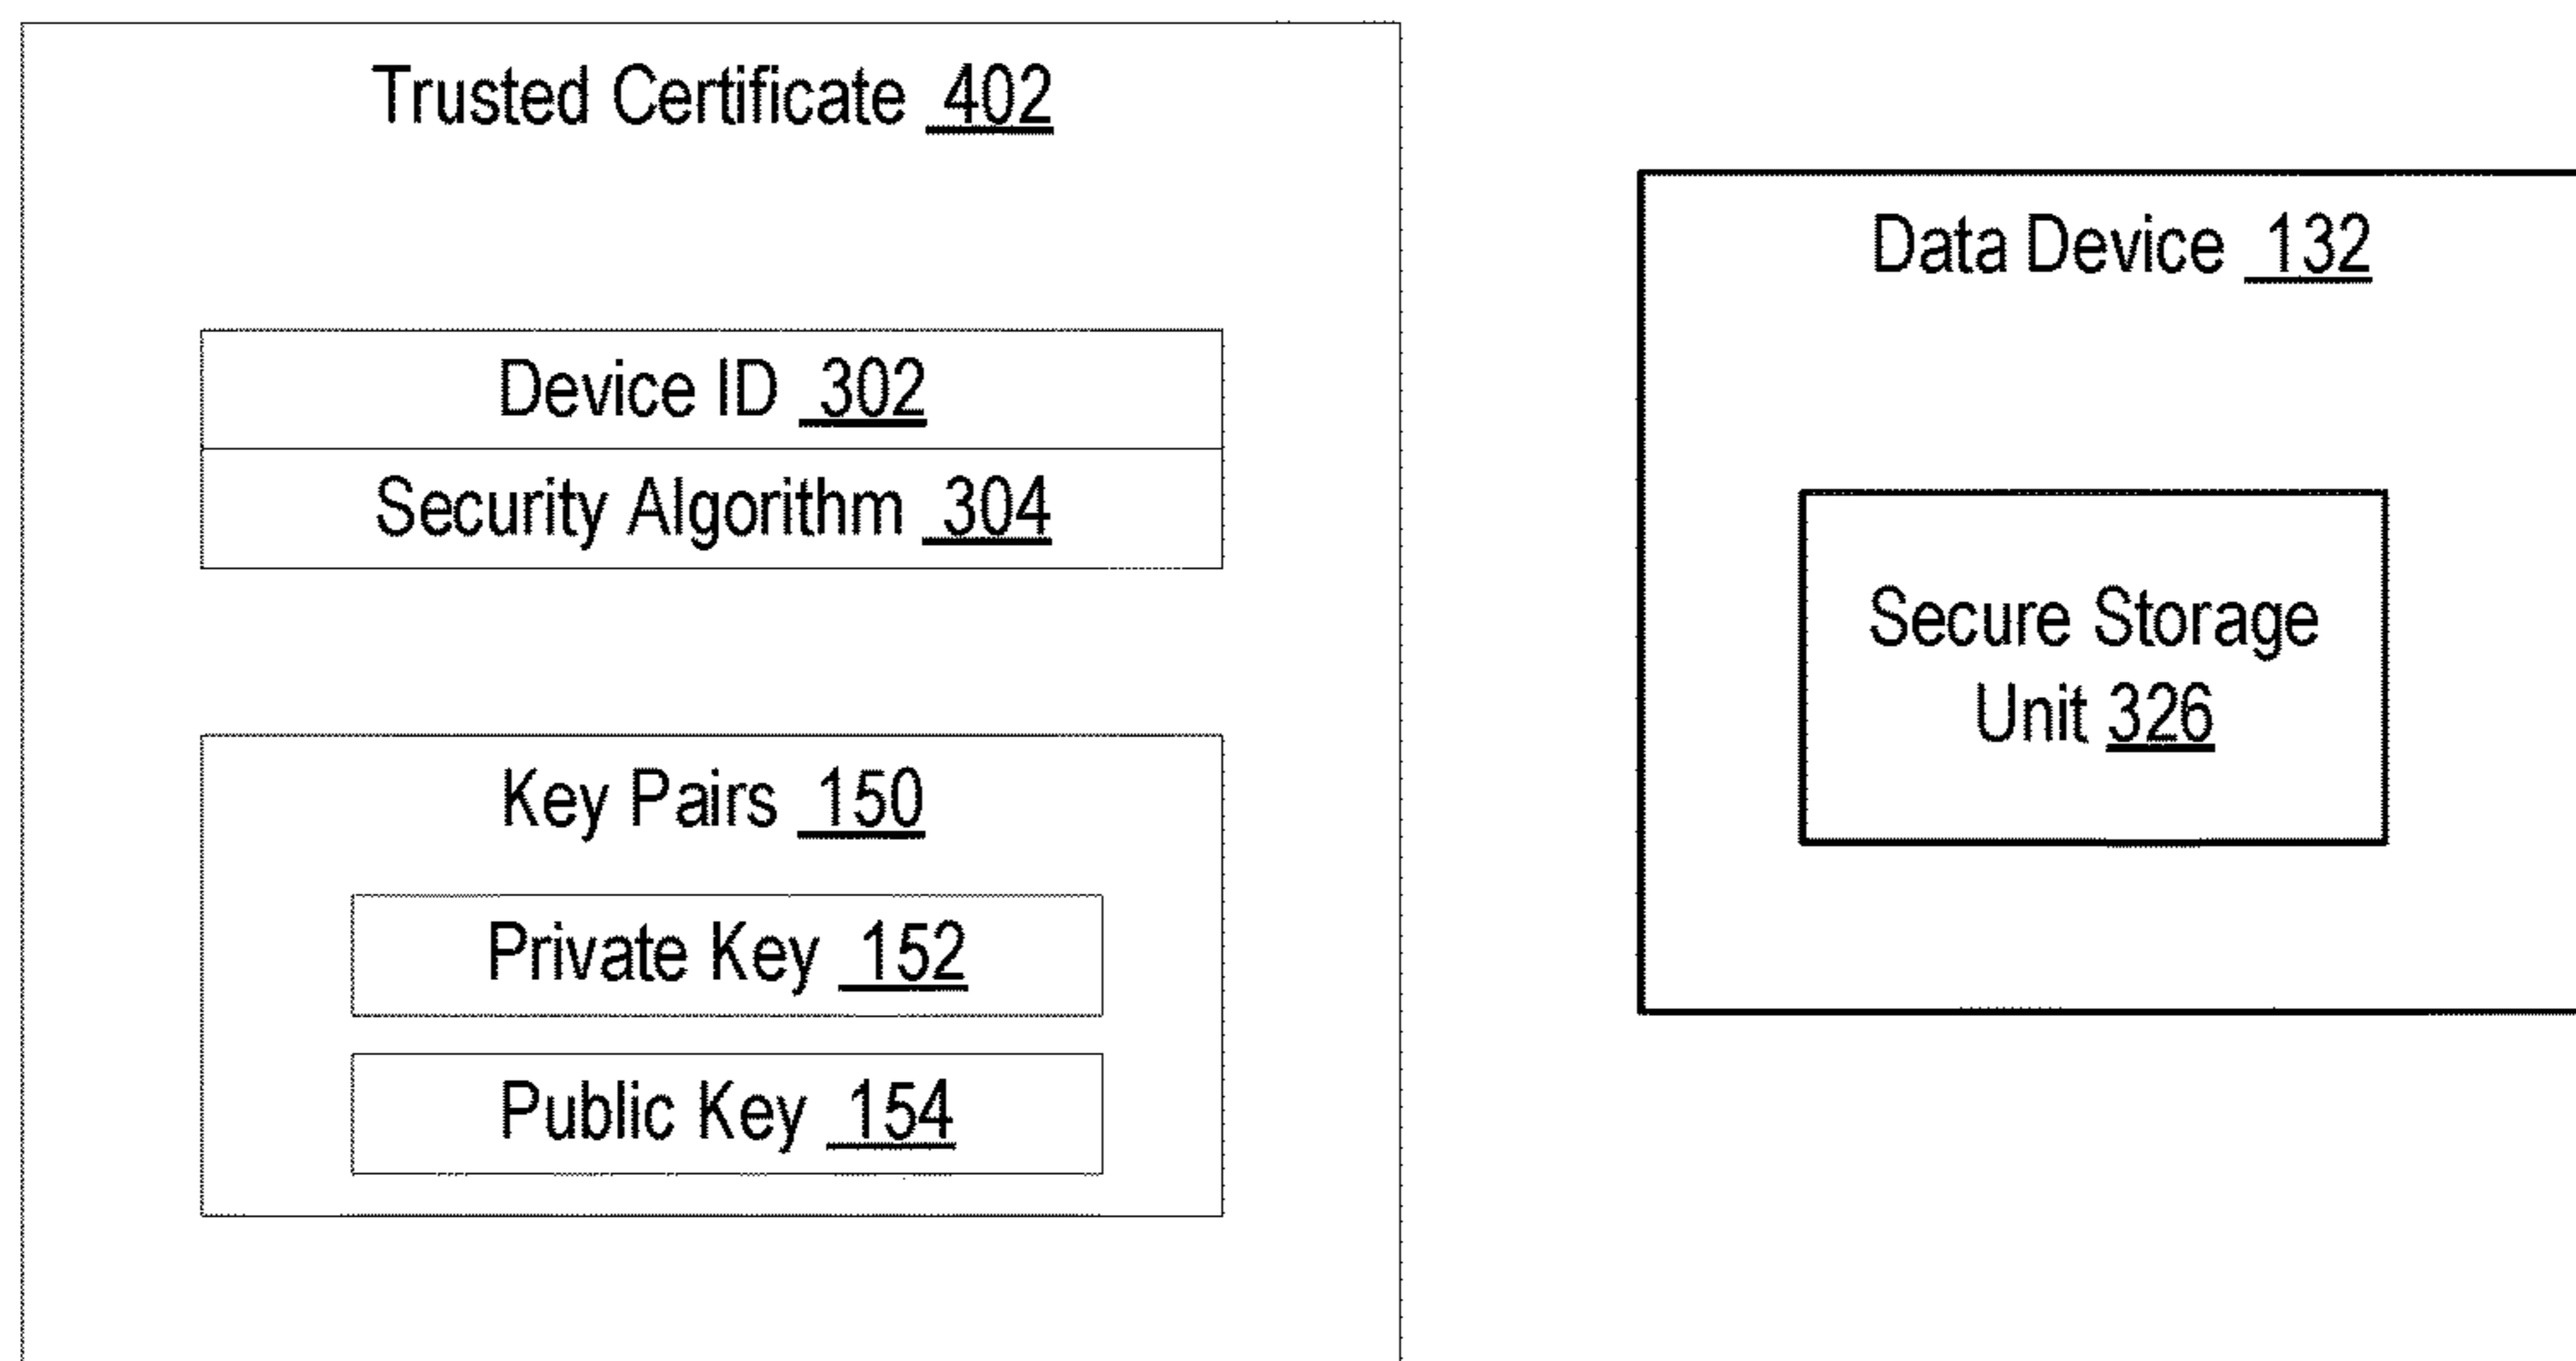 Trusted Certificate 402
Device ID 302
Security Algorithm 304
Key Pairs 150
Private Key 152
Public Key 154
Data Device 132
Secure Storage
Unit 326